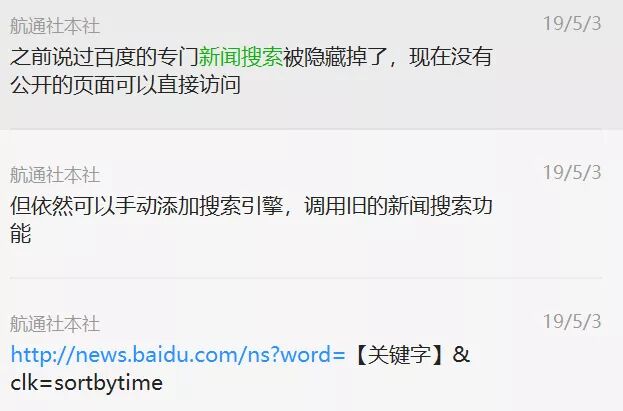 航通社本社 19/5/3
之前说过百度的专门新闻搜索被隐藏掉了，现在没有
公开的页面可以直接访问
航通社本社 19/5/3
但依然可以手动添加搜索引擎，调用旧的新闻搜索功
能
航通社本社 19/5/3
http://news.baidu.com/ns?word=【关键字】&
clk=sortbytime